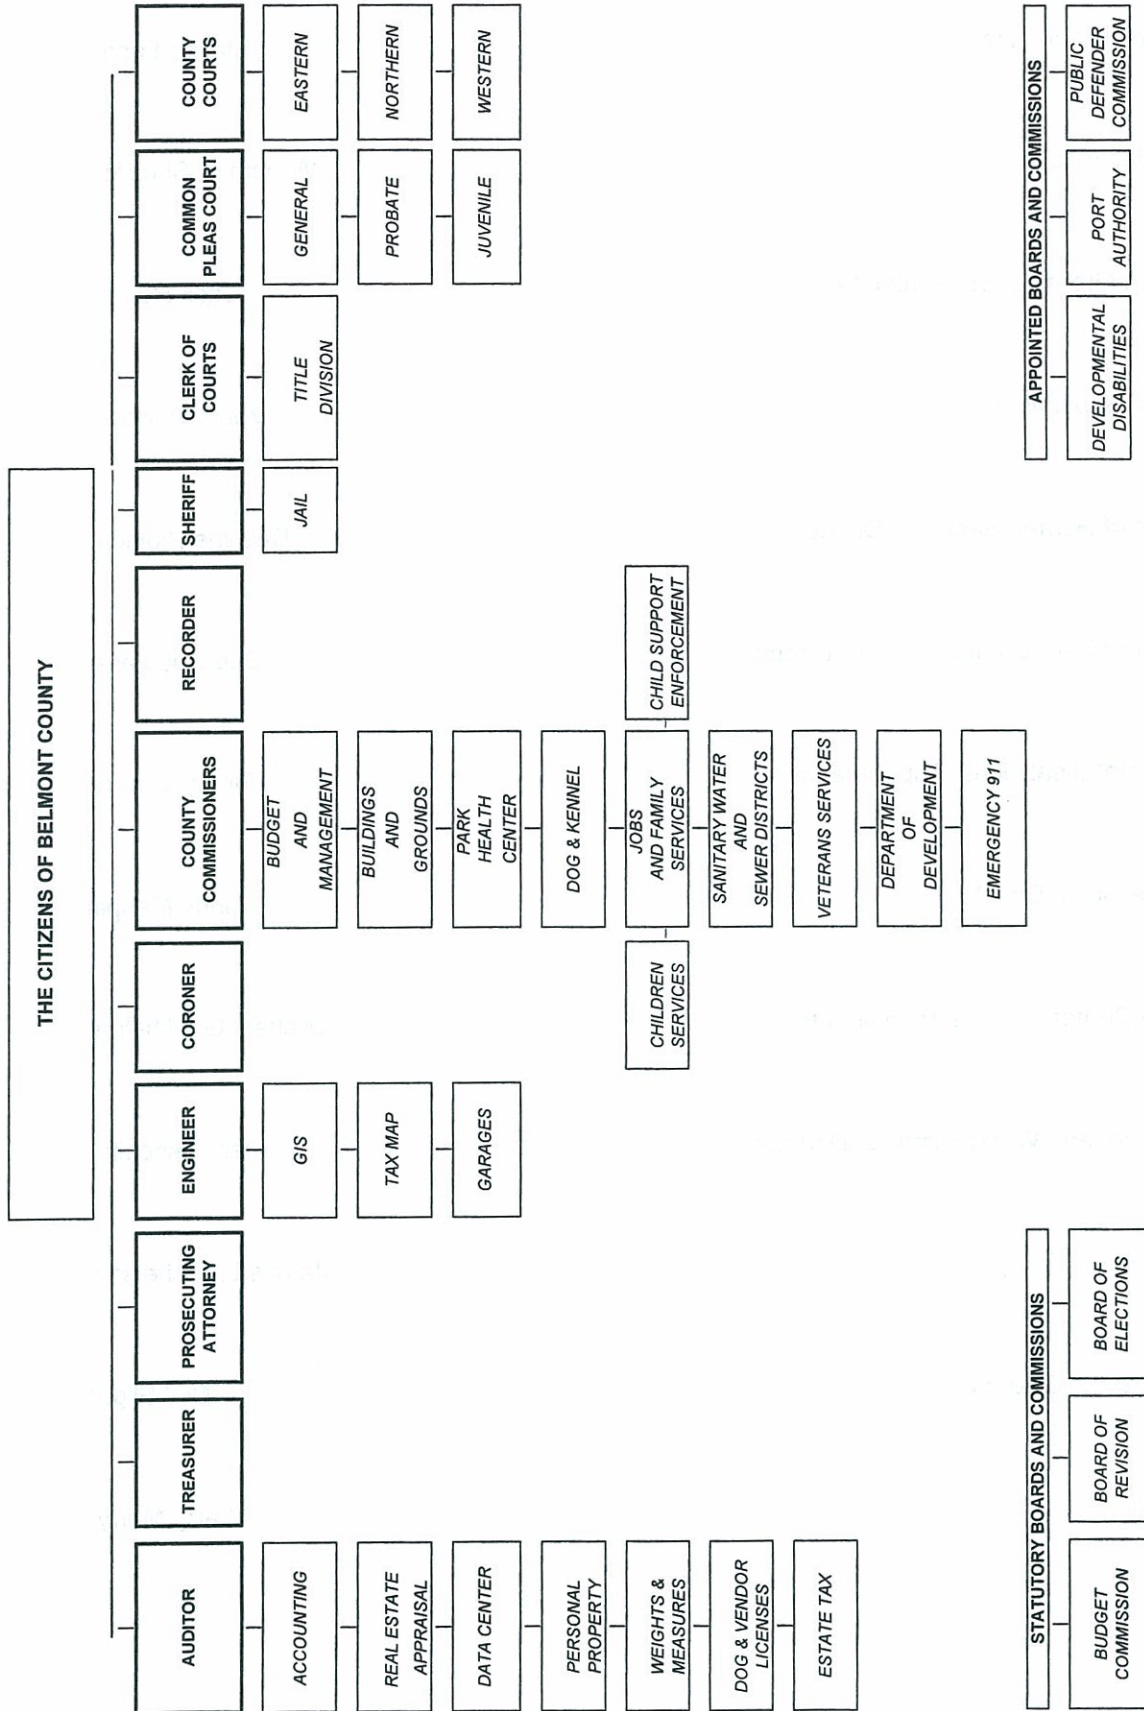 THE CITIZENS OF BELMONT COUNTY
AUDITOR
TREASURER
PROSECUTING
ATTORNEY
ENGINEER
CORONER
COUNTY
COMMISSIONERS
RECORDER
SHERIFF
CLERK OF
COURTS
COMMON
PLEAS COURT
COUNTY
COURTS
ACCOUNTING
REAL ESTATE
APPRAISAL
DATA CENTER
PERSONAL
PROPERTY
WEIGHTS &
MEASURES
DOG & VENDOR
LICENSES
ESTATE TAX
GIS
TAX MAP
GARAGES
BUDGET
AND
MANAGEMENT
BUILDINGS
AND
GROUNDS
PARK
HEALTH
CENTER
DOG & KENNEL
CHILDREN
SERVICES
JOBS
AND FAMILY
SERVICES
CHILD SUPPORT
ENFORCEMENT
SANITARY WATER
AND
SEWER DISTRICTS
VETERANS SERVICES
DEPARTMENT
OF
DEVELOPMENT
EMERGENCY 911
JAIL
TITLE
DIVISION
GENERAL
PROBATE
JUVENILE
EASTERN
NORTHERN
WESTERN
STATUTORY BOARDS AND COMMISSIONS
BUDGET
COMMISSION
BOARD OF
REVISION
BOARD OF
ELECTIONS
APPOINTED BOARDS AND COMMISSIONS
DEVELOPMENTAL
DISABILITIES
PORT
AUTHORITY
PUBLIC
DEFENDER
COMMISSION